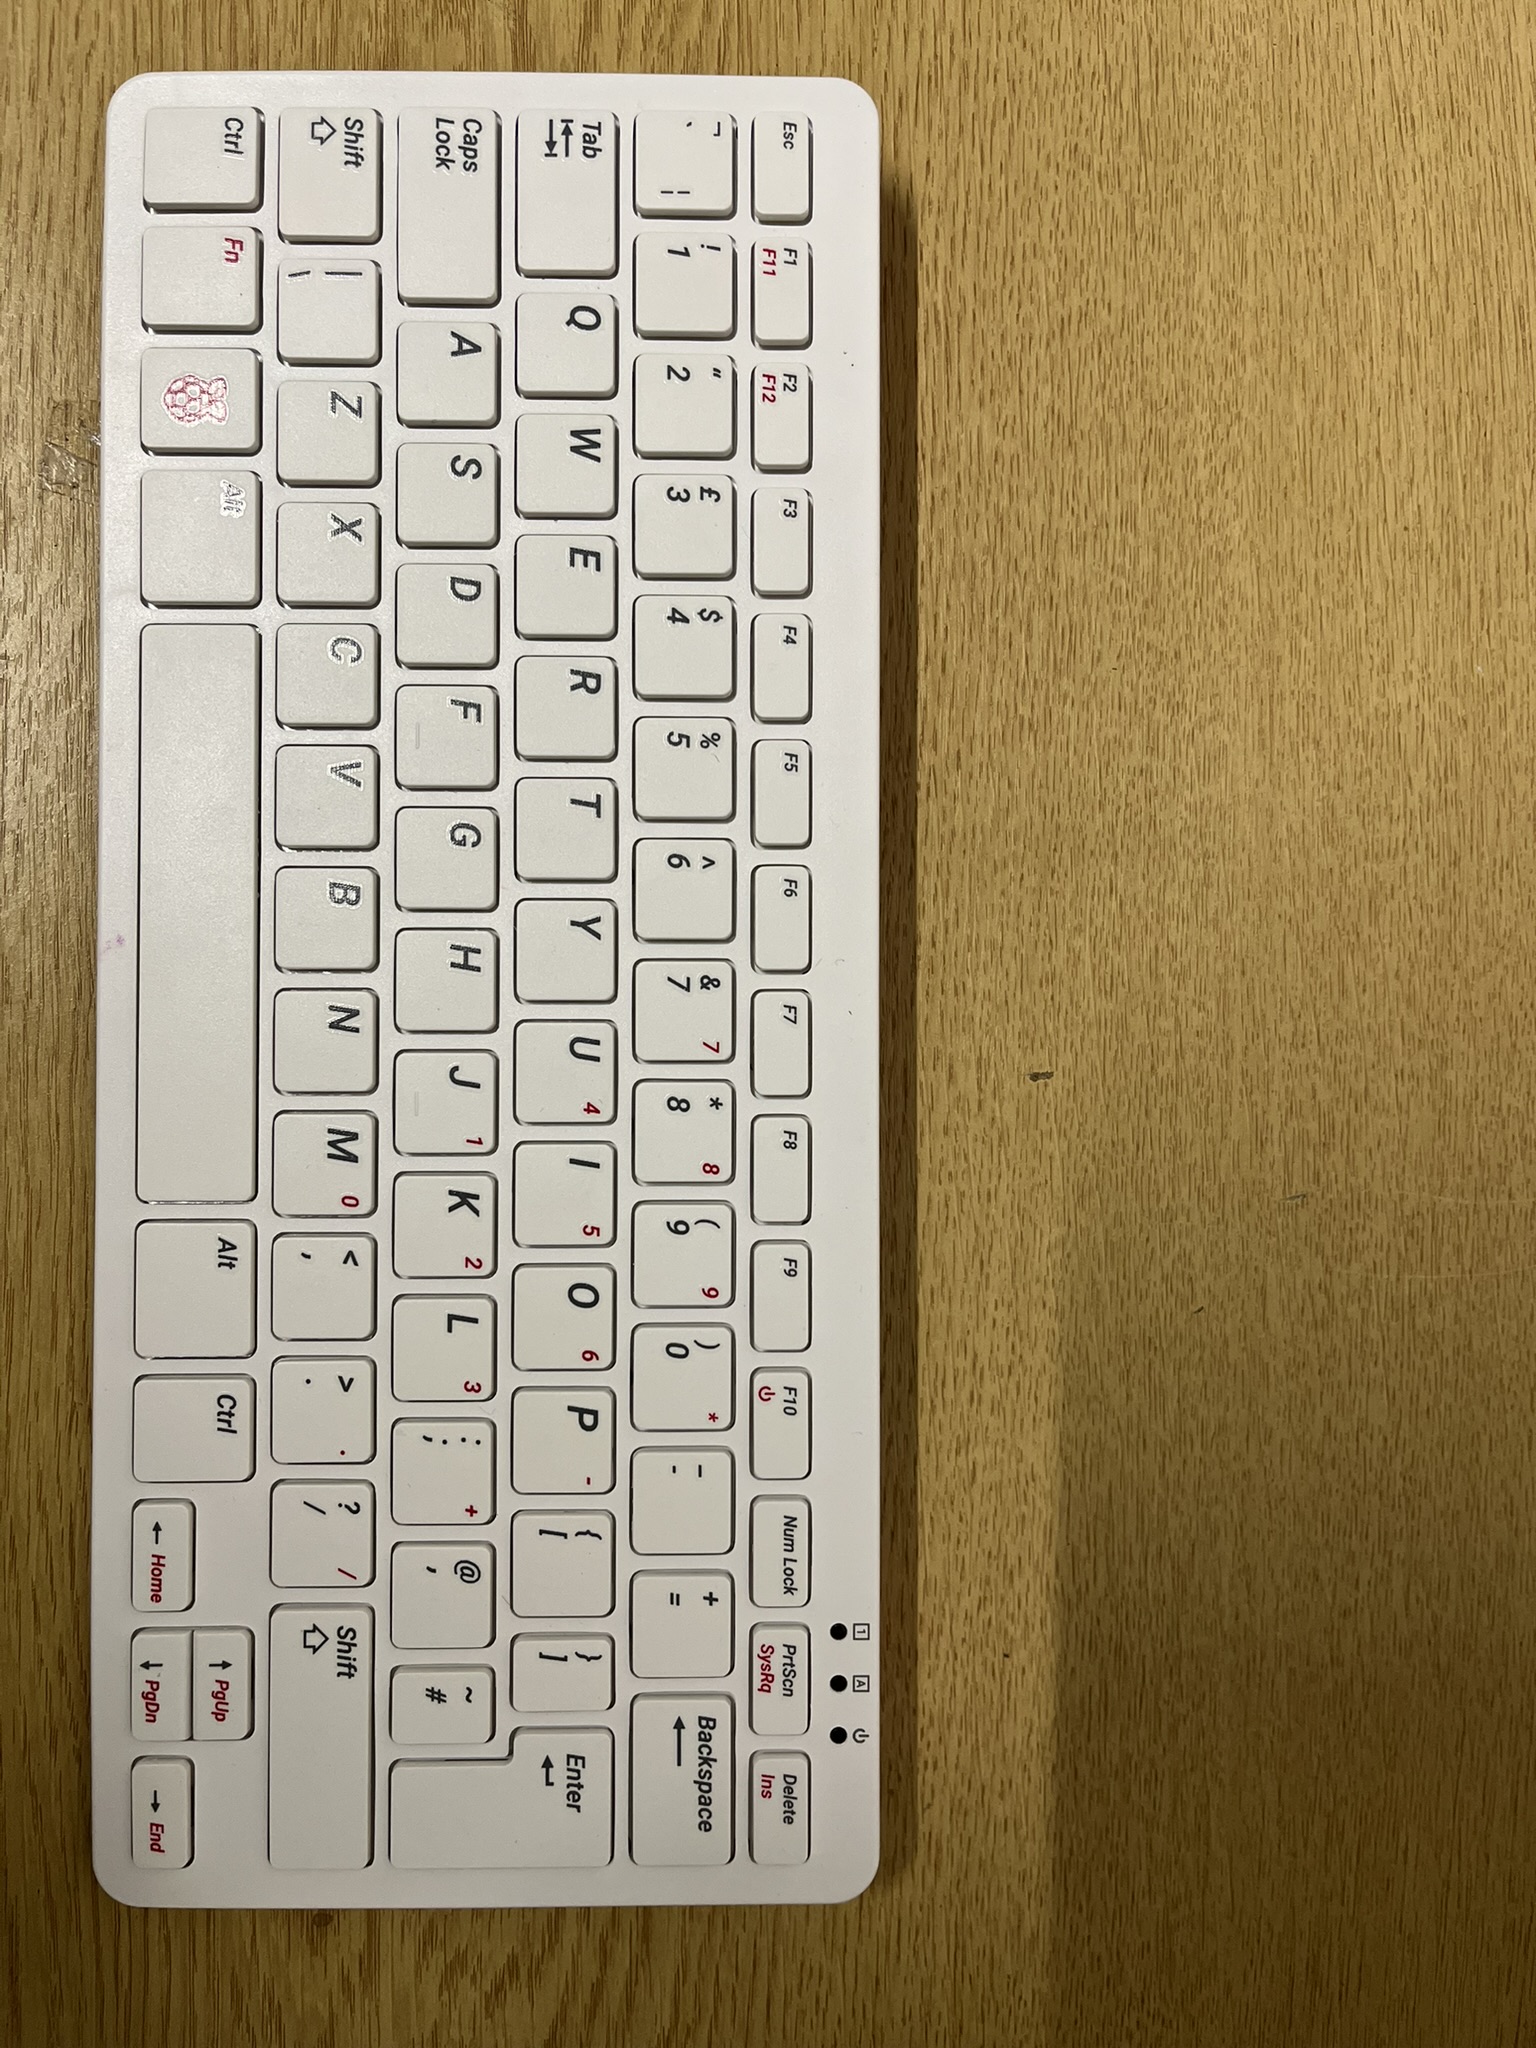 1 A
Esc F1 F2 F3 F4 F5 F6 F7 F8 F9 F10 Num Lock PrtScn Delete
F11 F12 SysRq Ins
¬ ! “ £ $ % ^ & 7 * 8 ( 9 ) * _ + Backspace
` ¦ 1 2 3 4 5 6 7 8 9 0 - = ←
Tab Q W E R T Y U 4 I 5 O 6 P - { } Enter
[ ] ↵
Caps A S D F G H J 1 K 2 L 3 : + @ ~
Lock ; ' #
Shift | Z X C V B N M 0 < > . ? / Shift
⇧ \ , . / ⇧
Ctrl Fn Alt Alt Ctrl ↑ PgUp
← Home ↓ PgDn → End